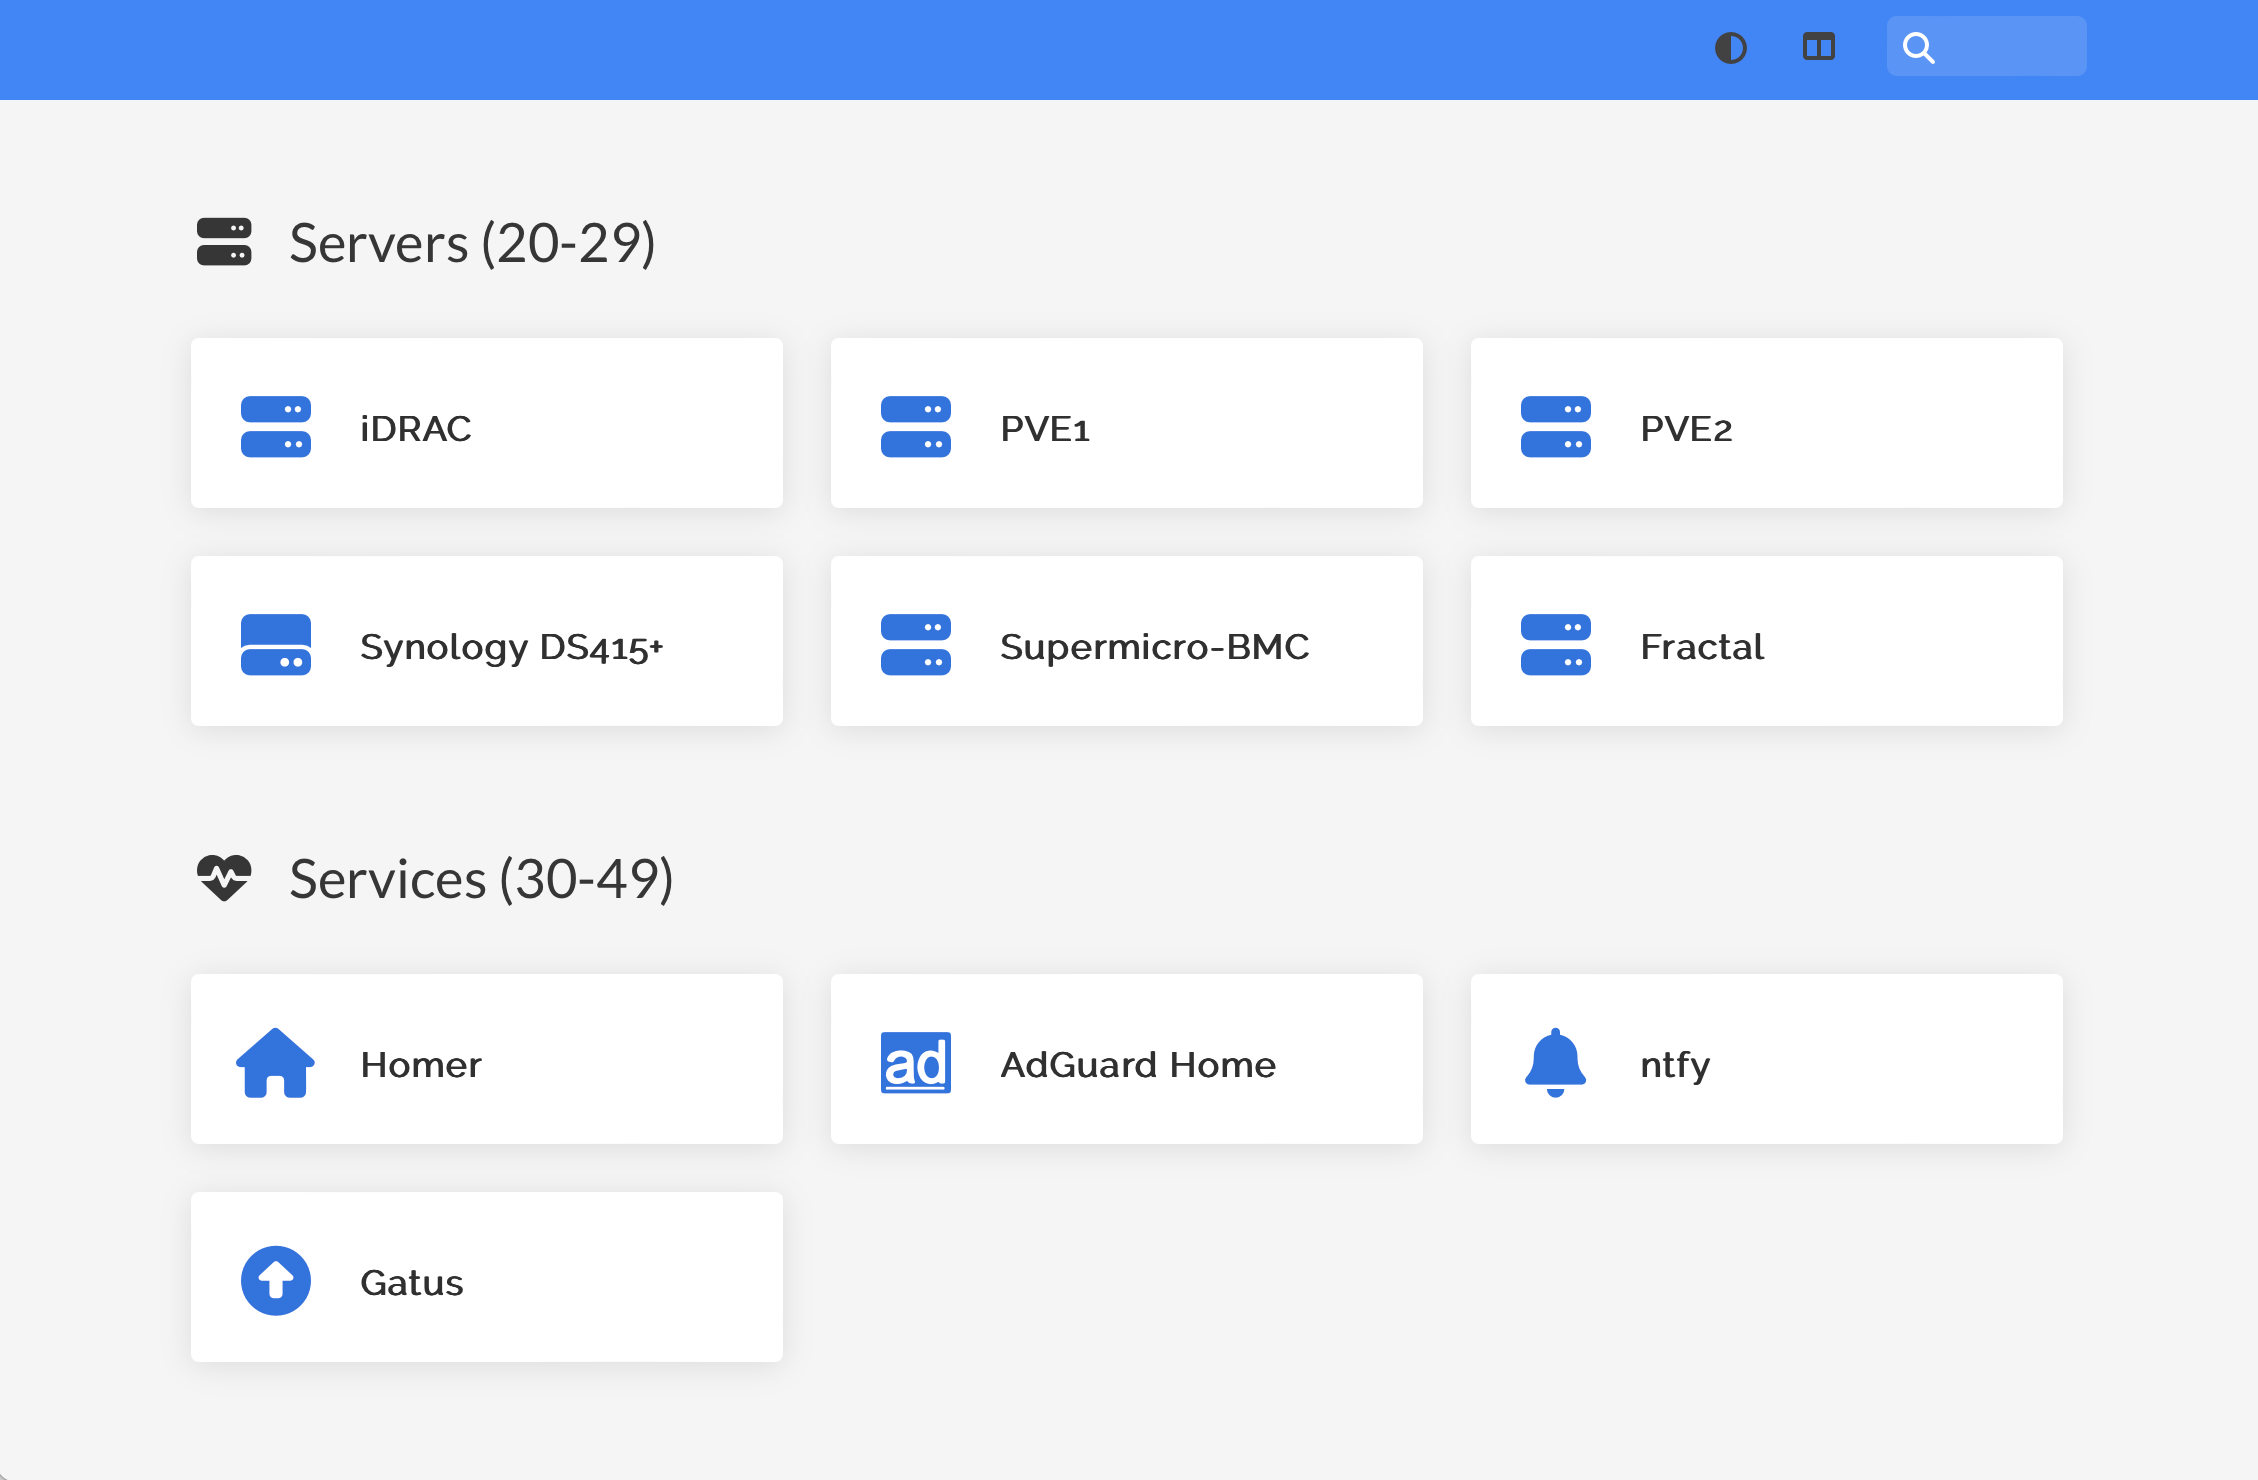 Servers (20-29)
iDRAC
PVE1
PVE2
Synology DS415+
Supermicro-BMC
Fractal
Services (30-49)
Homer
ad
AdGuard Home
ntfy
Gatus